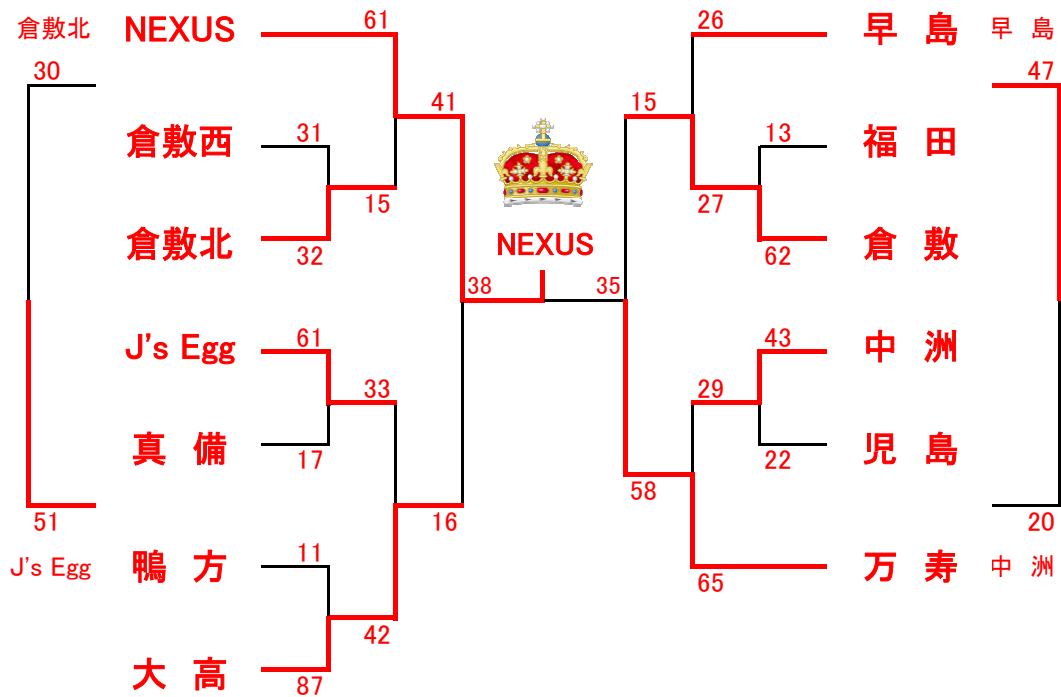 倉敷北 NEXUS 61 26 早島 早島
30 47
41 15
倉敷西 31 13 福田
15 27
倉敷北 32 NEXUS 62 倉敷
38 35
J's Egg 61 43 中洲
33 29
真備 17 22 児島
51 16 58 20
J's Egg 鴨方 11 65 万寿 中洲
42
大高 87